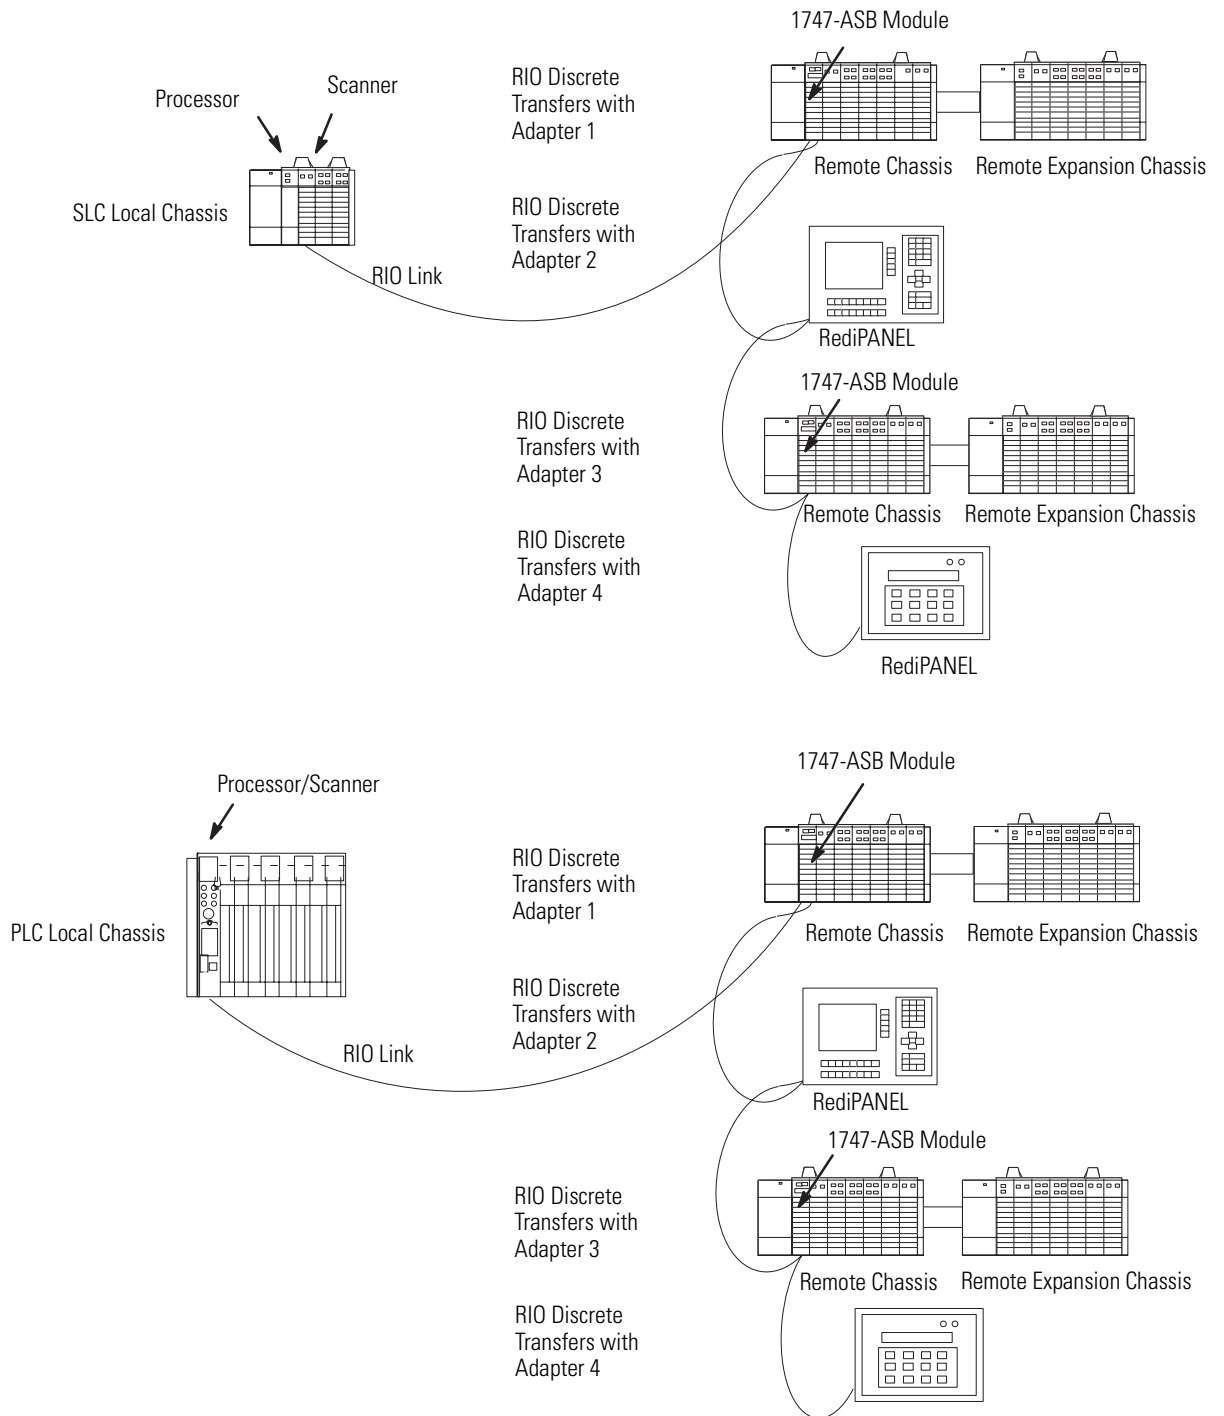 1747-ASB Module
Processor
Scanner
RIO Discrete
Transfers with
Adapter 1
SLC Local Chassis
RIO Link
RIO Discrete
Transfers with
Adapter 2
Remote Chassis
Remote Expansion Chassis
RediPANEL
1747-ASB Module
RIO Discrete
Transfers with
Adapter 3
Remote Chassis
Remote Expansion Chassis
RIO Discrete
Transfers with
Adapter 4
RediPANEL
1747-ASB Module
Processor/Scanner
RIO Discrete
Transfers with
Adapter 1
PLC Local Chassis
Remote Chassis
Remote Expansion Chassis
RIO Discrete
Transfers with
Adapter 2
RIO Link
RediPANEL
1747-ASB Module
RIO Discrete
Transfers with
Adapter 3
Remote Chassis
Remote Expansion Chassis
RIO Discrete
Transfers with
Adapter 4